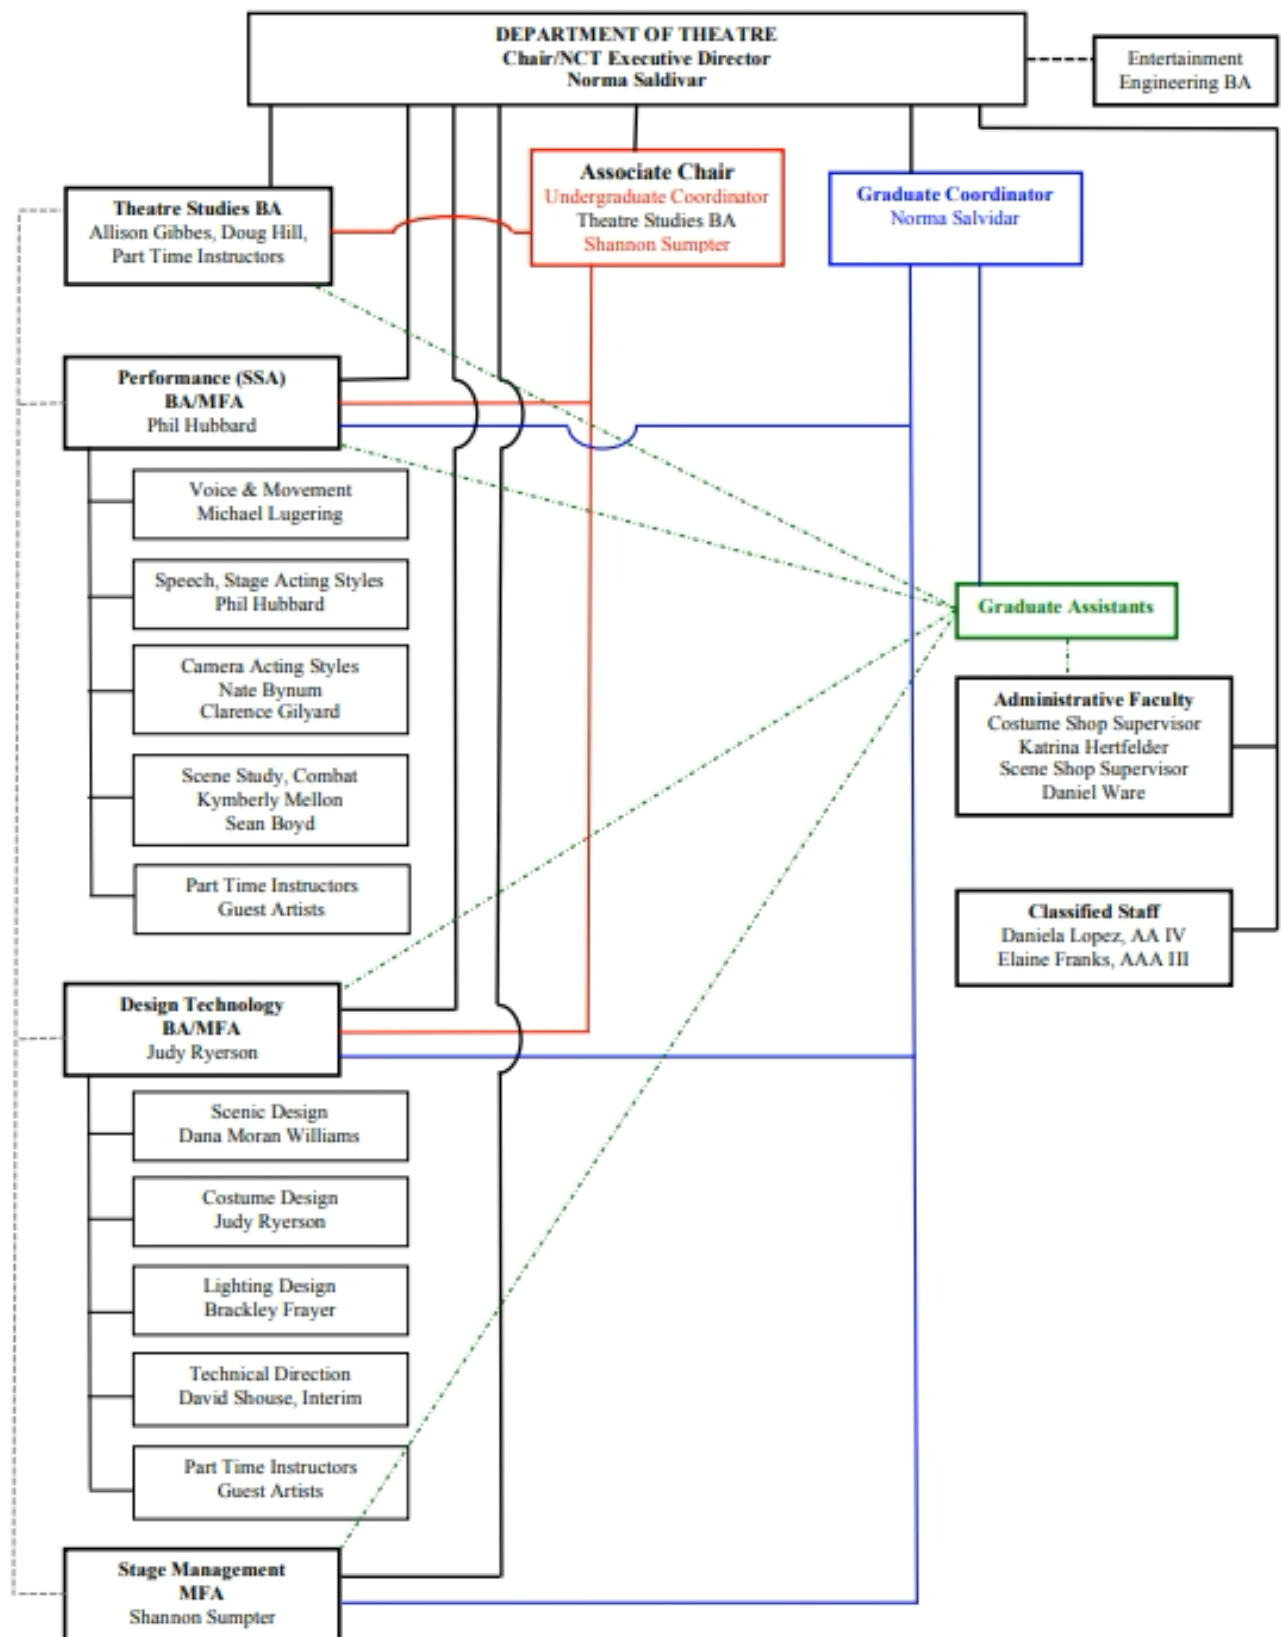 DEPARTMENT OF THEATRE
Chair/NCT Executive Director
Norma Saldivar
Entertainment
Engineering BA
Associate Chair
Undergraduate Coordinator
Theatre Studies BA
Shannon Sumpter
Graduate Coordinator
Norma Salvidar
Theatre Studies BA
Allison Gibbes, Doug Hill,
Part Time Instructors
Performance (SSA)
BA/MFA
Phil Hubbard
Voice & Movement
Michael Lugering
Speech, Stage Acting Styles
Phil Hubbard
Camera Acting Styles
Nate Bynum
Clarence Gilyard
Scene Study, Combat
Kymberly Mellon
Sean Boyd
Part Time Instructors
Guest Artists
Graduate Assistants
Administrative Faculty
Costume Shop Supervisor
Katrina Hertfelder
Scene Shop Supervisor
Daniel Ware
Classified Staff
Daniela Lopez, AA IV
Elaine Franks, AAA III
Design Technology
BA/MFA
Judy Ryerson
Scenic Design
Dana Moran Williams
Costume Design
Judy Ryerson
Lighting Design
Brackley Frayer
Technical Direction
David Shouse, Interim
Part Time Instructors
Guest Artists
Stage Management
MFA
Shannon Sumpter